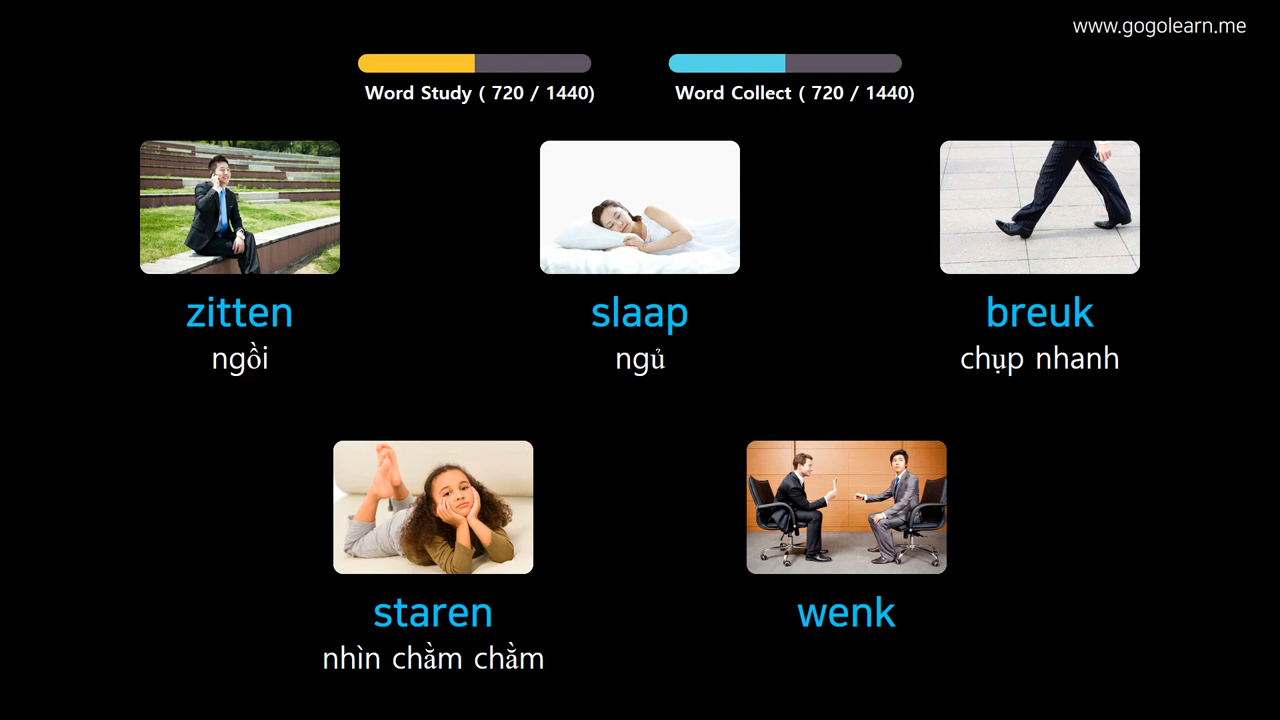 www.gogolearn.me
Word Study ( 720 / 1440)
Word Collect ( 720 / 1440)
zitten
ngồi
slaap
ngủ
breuk
chụp nhanh
staren
nhìn chằm chằm
wenk